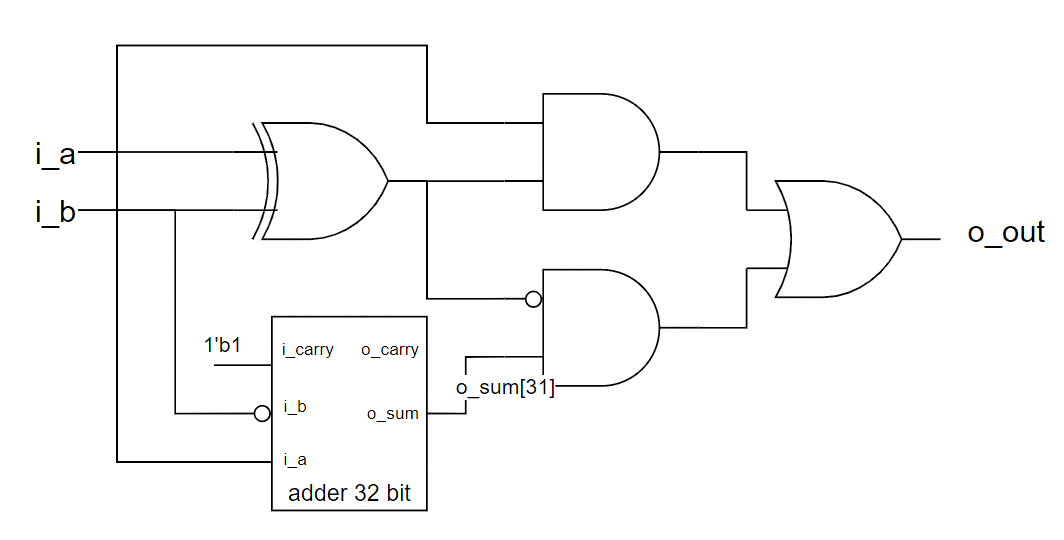 i_a
i_b
o_out
1'b1
i_carry
o_carry
i_b
o_sum
o_sum[31]
i_a
adder 32 bit